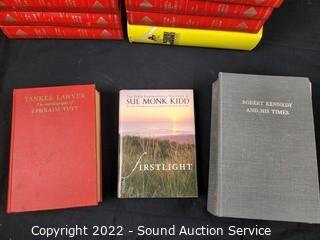 YANKEE LAWYER
The Autobiography of
EPHRAIM TUTT
SUE MONK KIDD
firstlight
ROBERT KENNEDY
AND HIS TIMES
Copyright 2022 - Sound Auction Service